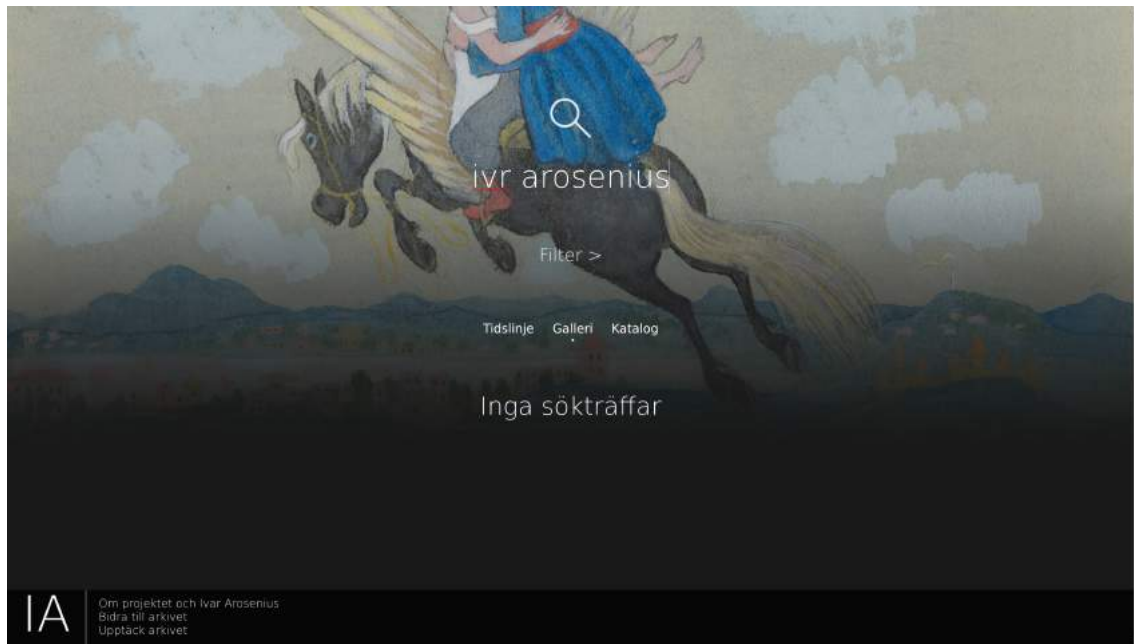 ivr arosenius
Filter >
Tidslinje Galleri Katalog
Inga sökträffar
IA
Om projektet och Ivar Arosenius
Bidra till arkivet
Upptäck arkivet